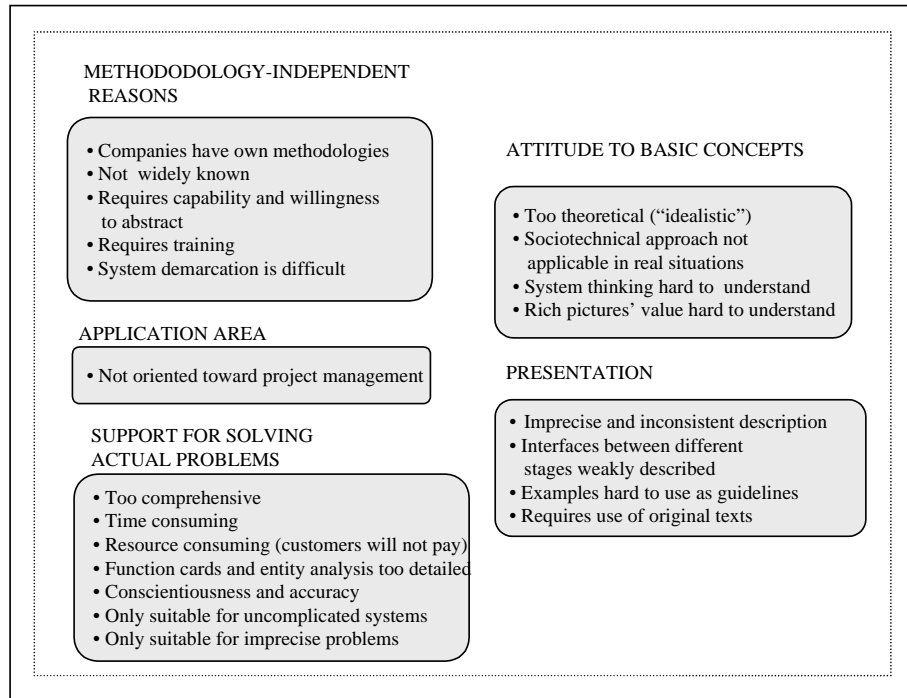 METHODODOLOGY-INDEPENDENT
REASONS
• Companies have own methodologies
• Not widely known
• Requires capability and willingness
to abstract
• Requires training
• System demarcation is difficult
APPLICATION AREA
• Not oriented toward project management
SUPPORT FOR SOLVING
ACTUAL PROBLEMS
• Too comprehensive
• Time consuming
• Resource consuming (customers will not pay)
• Function cards and entity analysis too detailed
• Conscientiousness and accuracy
• Only suitable for uncomplicated systems
• Only suitable for imprecise problems
ATTITUDE TO BASIC CONCEPTS
• Too theoretical (“idealistic”)
• Sociotechnical approach not
applicable in real situations
• System thinking hard to understand
• Rich pictures’ value hard to understand
PRESENTATION
• Imprecise and inconsistent description
• Interfaces between different
stages weakly described
• Examples hard to use as guidelines
• Requires use of original texts